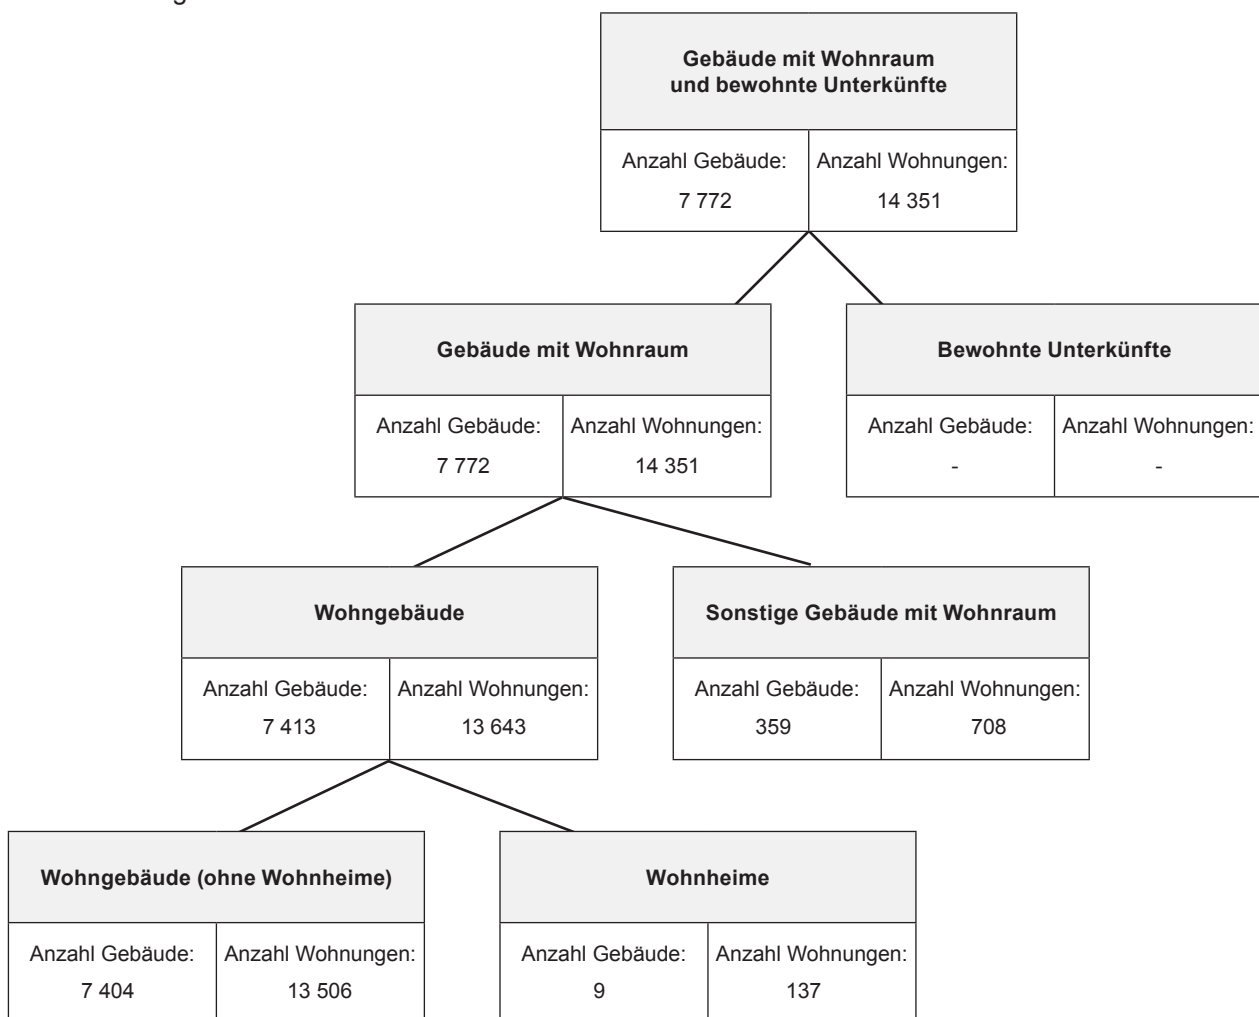 Gebäude mit Wohnraum
und bewohnte Unterkünfte
Anzahl Gebäude: Anzahl Wohnungen:
7 772 14 351
Gebäude mit Wohnraum
Bewohnte Unterkünfte
Anzahl Gebäude: Anzahl Wohnungen:
7 772 14 351
Anzahl Gebäude: Anzahl Wohnungen:
- -
Wohngebäude
Sonstige Gebäude mit Wohnraum
Anzahl Gebäude: Anzahl Wohnungen:
7 413 13 643
Anzahl Gebäude: Anzahl Wohnungen:
359 708
Wohngebäude (ohne Wohnheime)
Wohnheime
Anzahl Gebäude: Anzahl Wohnungen:
7 404 13 506
Anzahl Gebäude: Anzahl Wohnungen:
9 137